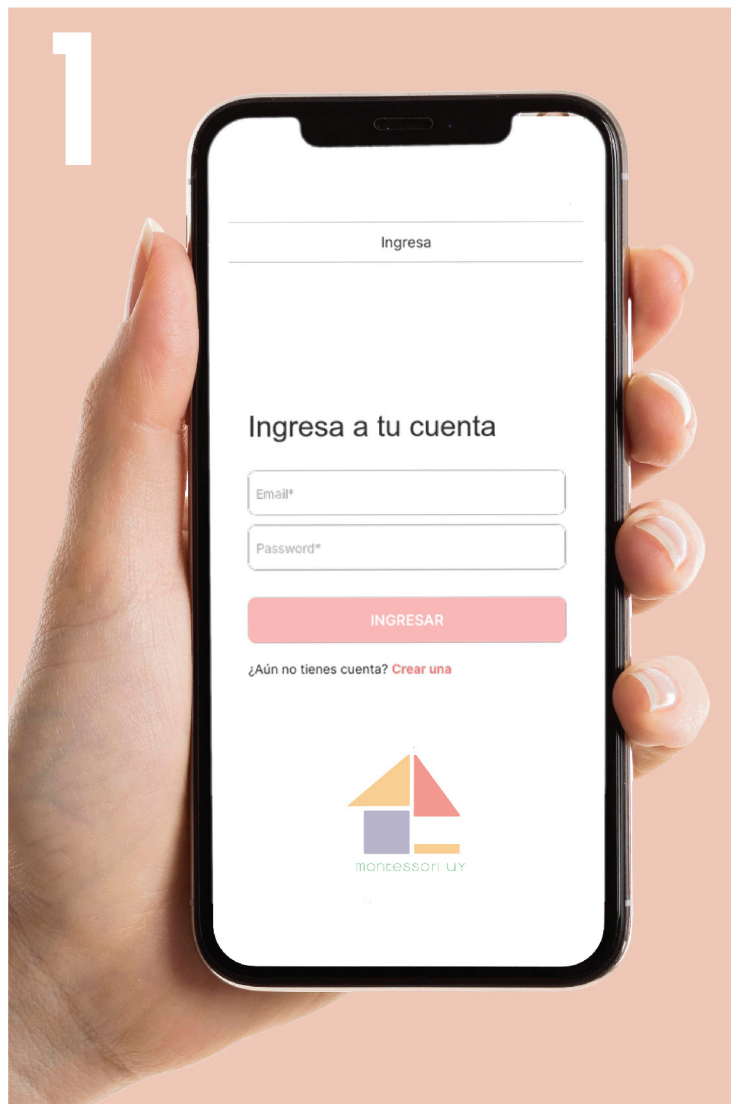 1
Ingresa
Ingresa a tu cuenta
Email*
Password*
INGRESAR
¿Aún no tienes cuenta? Crear una
montessori uy